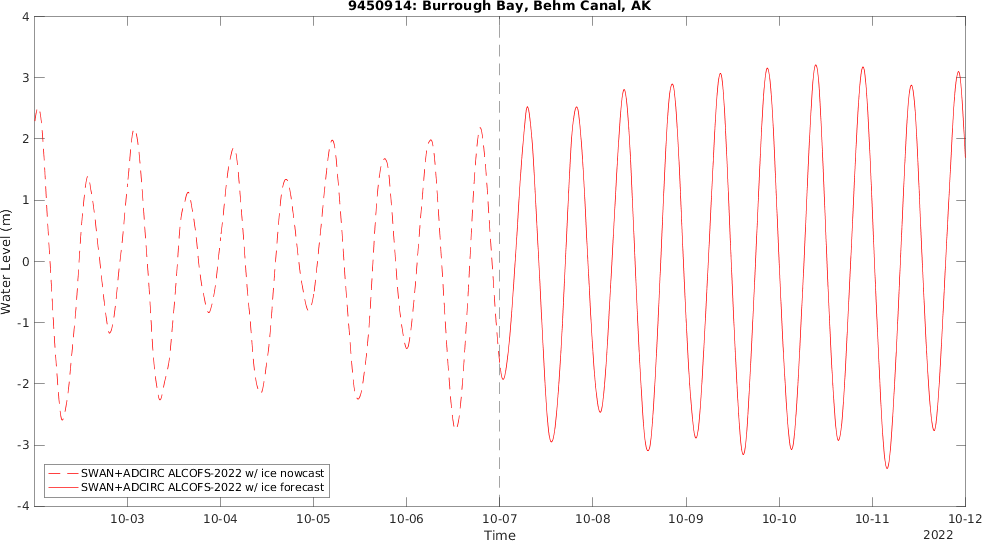 9450914: Burrough Bay, Behm Canal, AK
4
3
2
1
0
-1
-2
-3
-4
Water Level (m)
SWAN+ADCIRC ALCOFS-2022 w/ ice nowcast
SWAN+ADCIRC ALCOFS-2022 w/ ice forecast
10-03 10-04 10-05 10-06 10-07 10-08 10-09 10-10 10-11 10-12
Time
2022